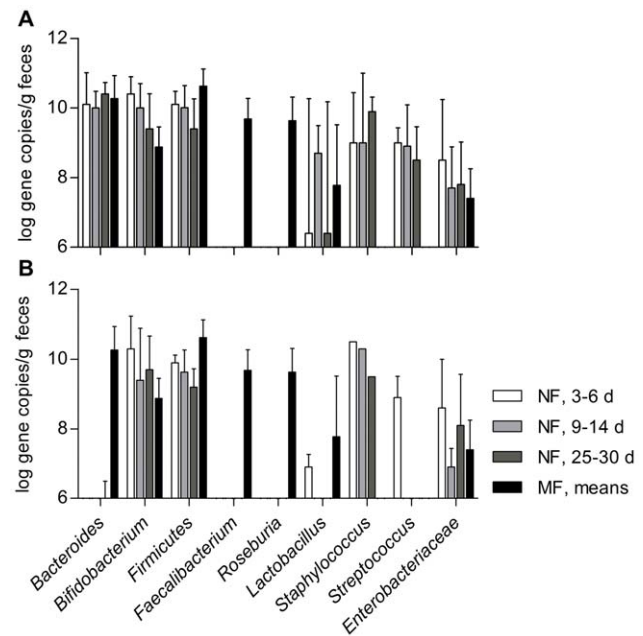 A
log gene copies/g feces
12
10
8
6
B
log gene copies/g feces
12
10
8
6
NF, 3-6 d
NF, 9-14 d
NF, 25-30 d
MF, means
Bacteroides
Bifidobacterium
Firmicutes
Faecalibacterium
Roseburia
Lactobacillus
Staphylococcus
Streptococcus
Enterobacteriaceae